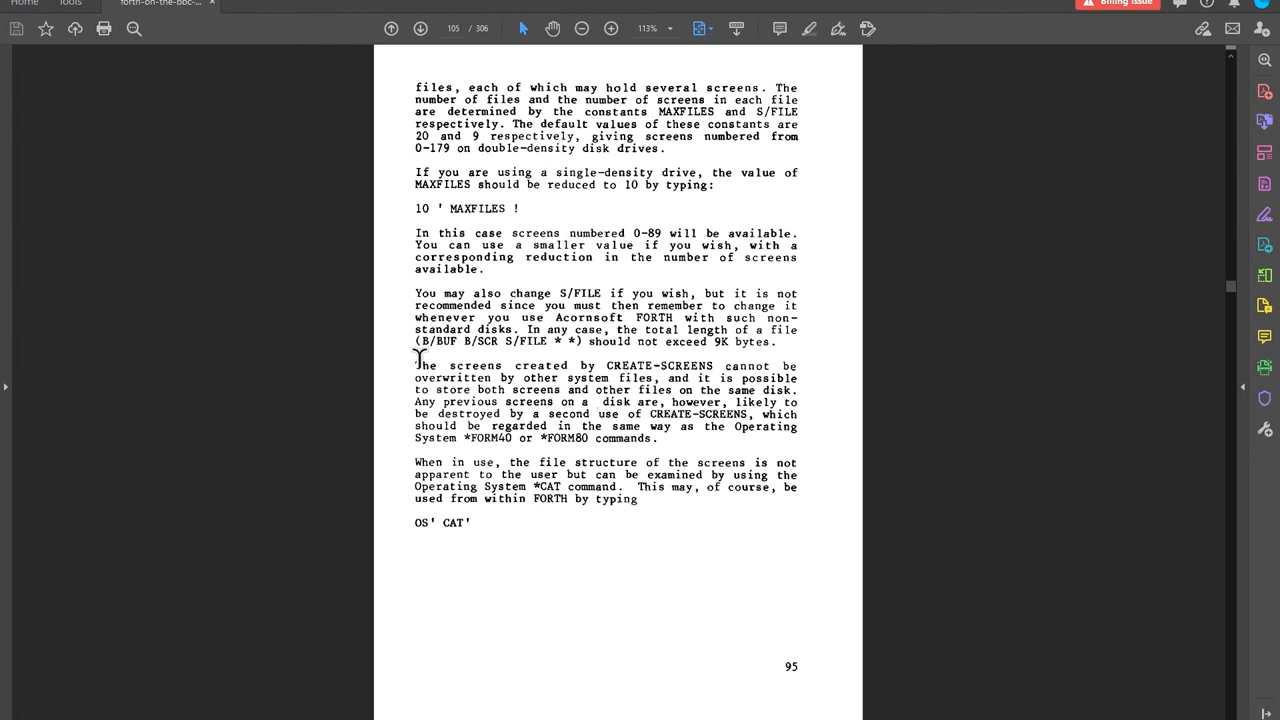 Home
Tools
forth-on-the-bbc-...
×
Billing issue
105 / 306
113%
files, each of which may hold several screens. The
number of files and the number of screens in each file
are determined by the constants MAXFILES and S/FILE
respectively. The default values of these constants are
20 and 9 respectively, giving screens numbered from
0-179 on double-density disk drives.
If you are using a single-density drive, the value of
MAXFILES should be reduced to 10 by typing:
10 ' MAXFILES !
In this case screens numbered 0-89 will be available.
You can use a smaller value if you wish, with a
corresponding reduction in the number of screens
available.
You may also change S/FILE if you wish, but it is not
recommended since you must then remember to change it
whenever you use Acornsoft FORTH with such non-
standard disks. In any case, the total length of a file
(B/BUF B/SCR S/FILE * *) should not exceed 9K bytes.
The screens created by CREATE-SCREENS cannot be
overwritten by other system files, and it is possible
to store both screens and other files on the same disk.
Any previous screens on a disk are, however, likely to
be destroyed by a second use of CREATE-SCREENS, which
should be regarded in the same way as the Operating
System *FORM40 or *FORM80 commands.
When in use, the file structure of the screens is not
apparent to the user but can be examined by using the
Operating System *CAT command. This may, of course, be
used from within FORTH by typing
OS' CAT'
95